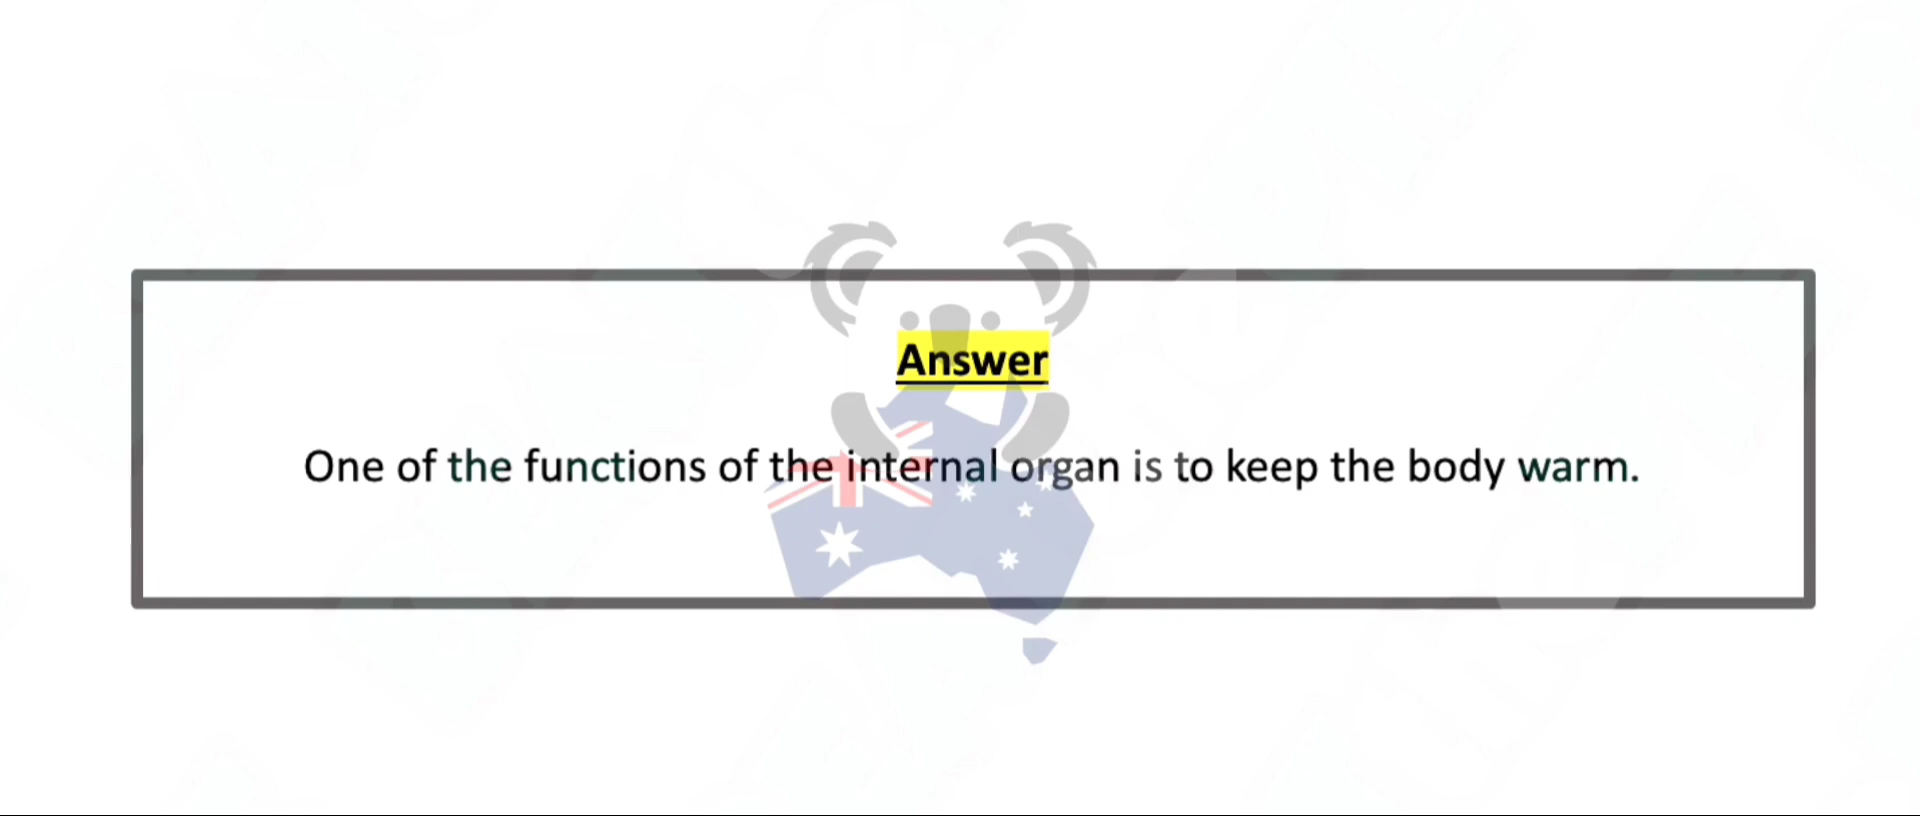 Answer
One of the functions of the internal organ is to keep the body warm.